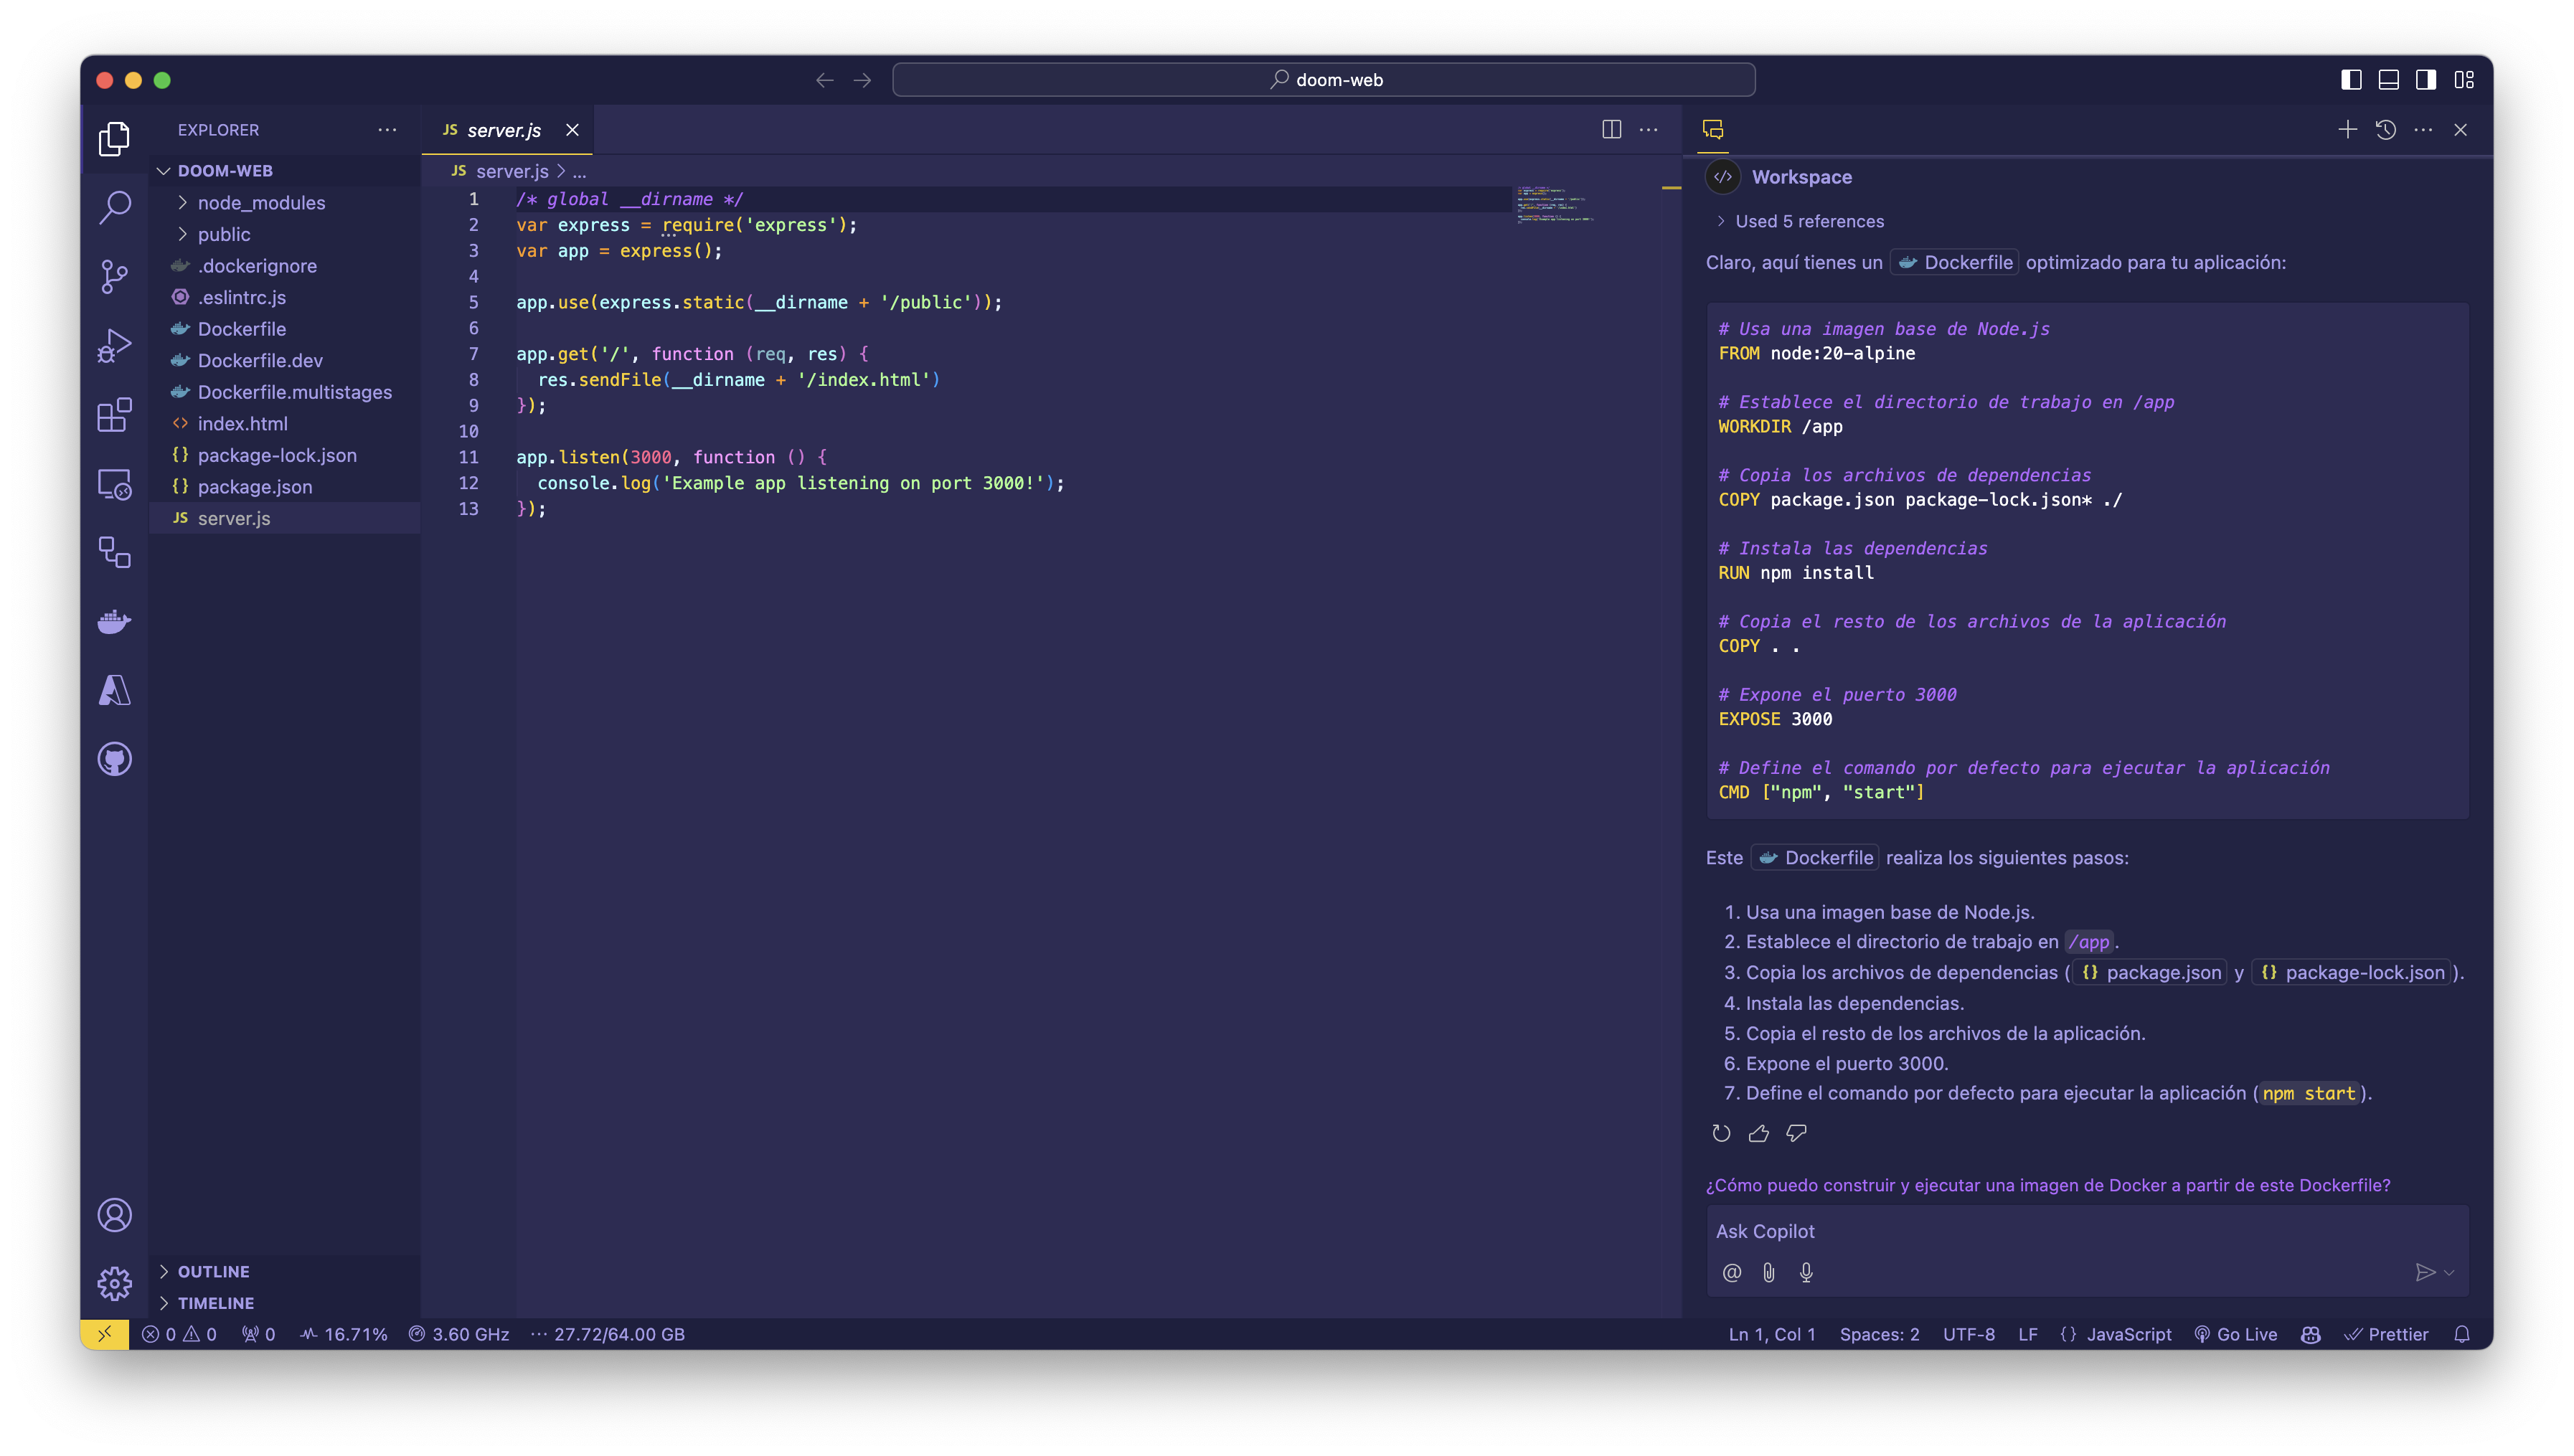 doom-web
EXPLORER
DOOM-WEB
node_modules
public
.dockerignore
.eslintrc.js
Dockerfile
Dockerfile.dev
Dockerfile.multistages
index.html
package-lock.json
package.json
JS server.js
OUTLINE
TIMELINE
JS server.js
JS server.js > ...
1 /* global __dirname */
2 var express = require('express');
3 var app = express();
4
5 app.use(express.static(__dirname + '/public'));
6
7 app.get('/', function (req, res) {
8 res.sendFile(__dirname + '/index.html')
9 });
10
11 app.listen(3000, function () {
12 console.log('Example app listening on port 3000!');
13 });
Workspace
Used 5 references
Claro, aquí tienes un Dockerfile optimizado para tu aplicación:
# Usa una imagen base de Node.js
FROM node:20-alpine
# Establece el directorio de trabajo en /app
WORKDIR /app
# Copia los archivos de dependencias
COPY package.json package-lock.json* ./
# Instala las dependencias
RUN npm install
# Copia el resto de los archivos de la aplicación
COPY . .
# Expone el puerto 3000
EXPOSE 3000
# Define el comando por defecto para ejecutar la aplicación
CMD ["npm", "start"]
Este Dockerfile realiza los siguientes pasos:
1. Usa una imagen base de Node.js.
2. Establece el directorio de trabajo en /app.
3. Copia los archivos de dependencias ( {} package.json y {} package-lock.json ).
4. Instala las dependencias.
5. Copia el resto de los archivos de la aplicación.
6. Expone el puerto 3000.
7. Define el comando por defecto para ejecutar la aplicación (npm start).
¿Cómo puedo construir y ejecutar una imagen de Docker a partir de este Dockerfile?
Ask Copilot
0 0 0 16.71% 3.60 GHz 27.72/64.00 GB
Ln 1, Col 1 Spaces: 2 UTF-8 LF {} JavaScript Go Live Prettier